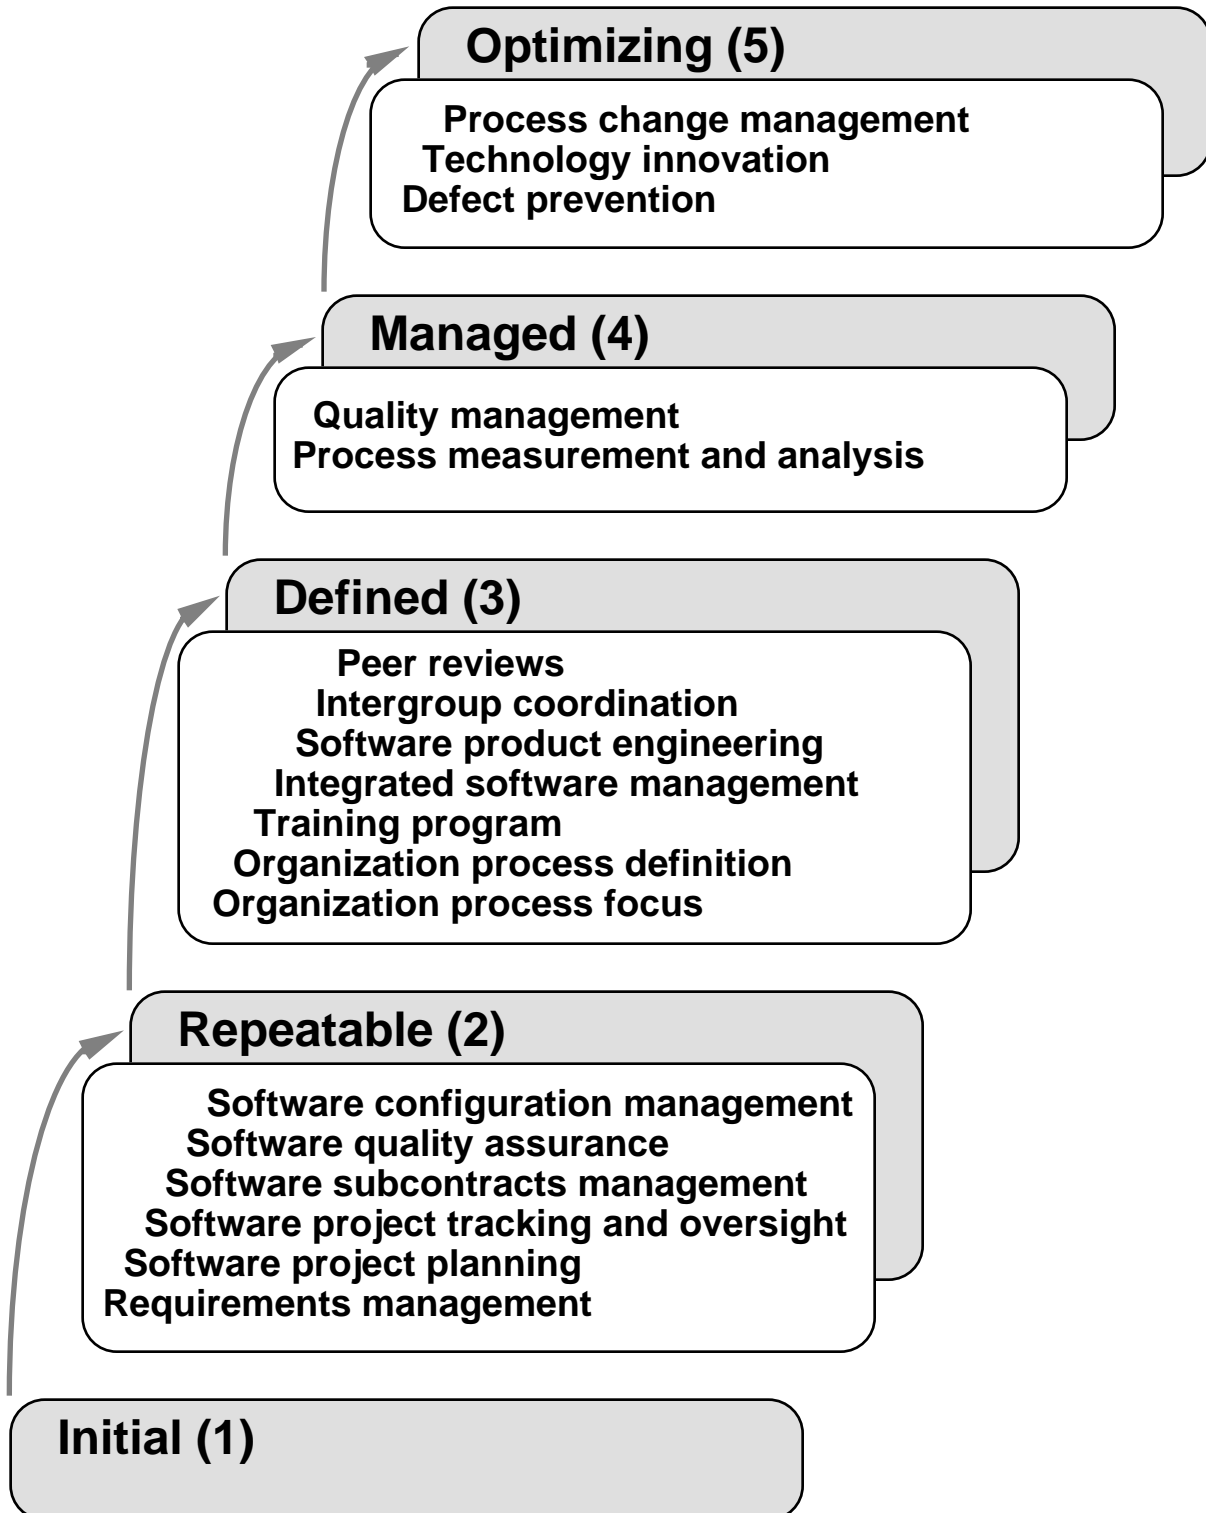 Optimizing (5)
Process change management
Technology innovation
Defect prevention
Managed (4)
Quality management
Process measurement and analysis
Defined (3)
Peer reviews
Intergroup coordination
Software product engineering
Integrated software management
Training program
Organization process definition
Organization process focus
Repeatable (2)
Software configuration management
Software quality assurance
Software subcontracts management
Software project tracking and oversight
Software project planning
Requirements management
Initial (1)